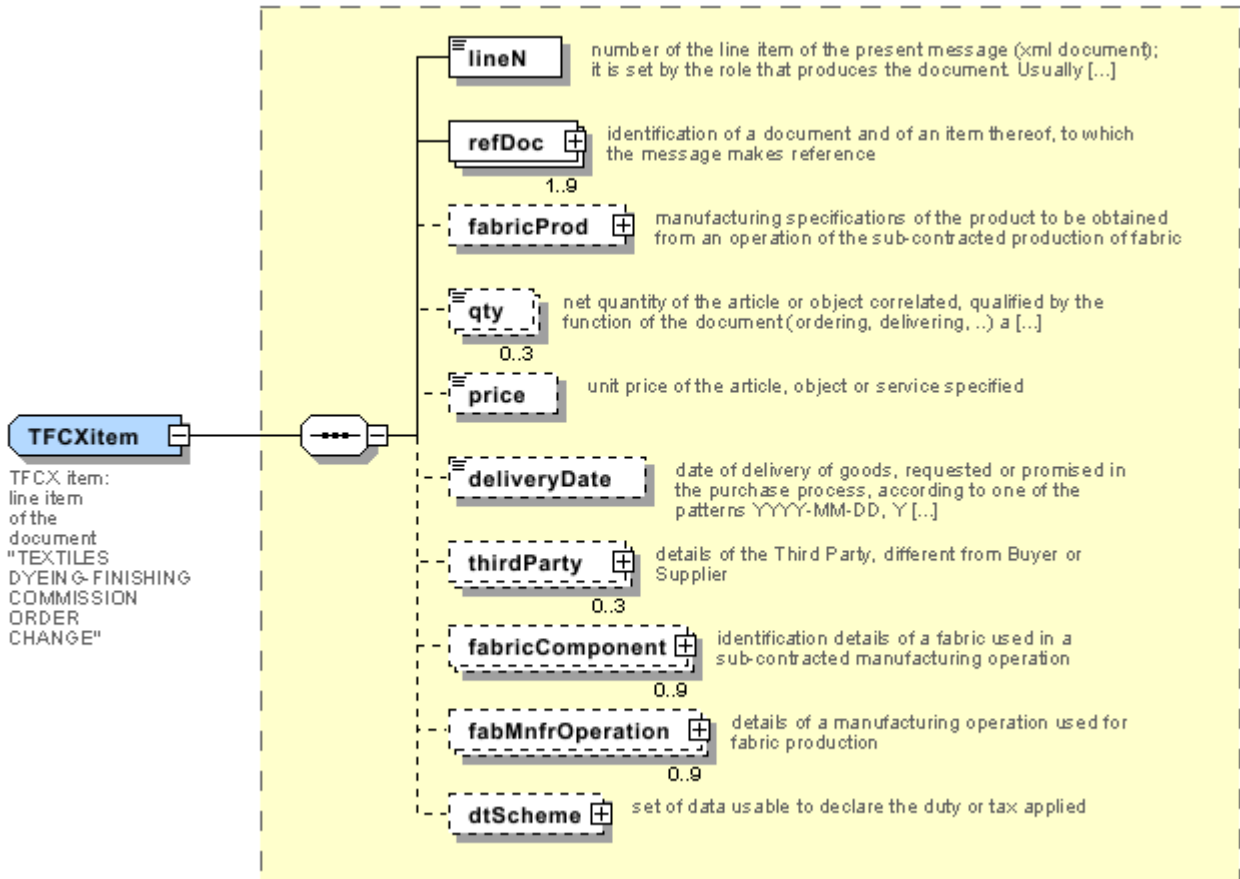 lineN
number of the line item of the present message (xml document);
it is set by the role that produces the document. Usually [...]
refDoc
identification of a document and of an item thereof, to which
the message makes reference
1..9
fabricProd
manufacturing specifications of the product to be obtained
from an operation of the sub-contracted production of fabric
qty
net quantity of the article or object correlated, qualified by the
function of the document (ordering, delivering, ..) a [...]
0..3
price
unit price of the article, object or service specified
TFCXitem
TFCX item:
line item
of the
document
"TEXTILES
DYEING-FINISHING
COMMISSION
ORDER
CHANGE"
deliveryDate
date of delivery of goods, requested or promised in
the purchase process, according to one of the
patterns YYYY-MM-DD, Y [...]
thirdParty
details of the Third Party, different from Buyer or
Supplier
0..3
fabricComponent
identification details of a fabric used in a
sub-contracted manufacturing operation
0..9
fabMnfrOperation
details of a manufacturing operation used for
fabric production
0..9
dtScheme
set of data usable to declare the duty or tax applied